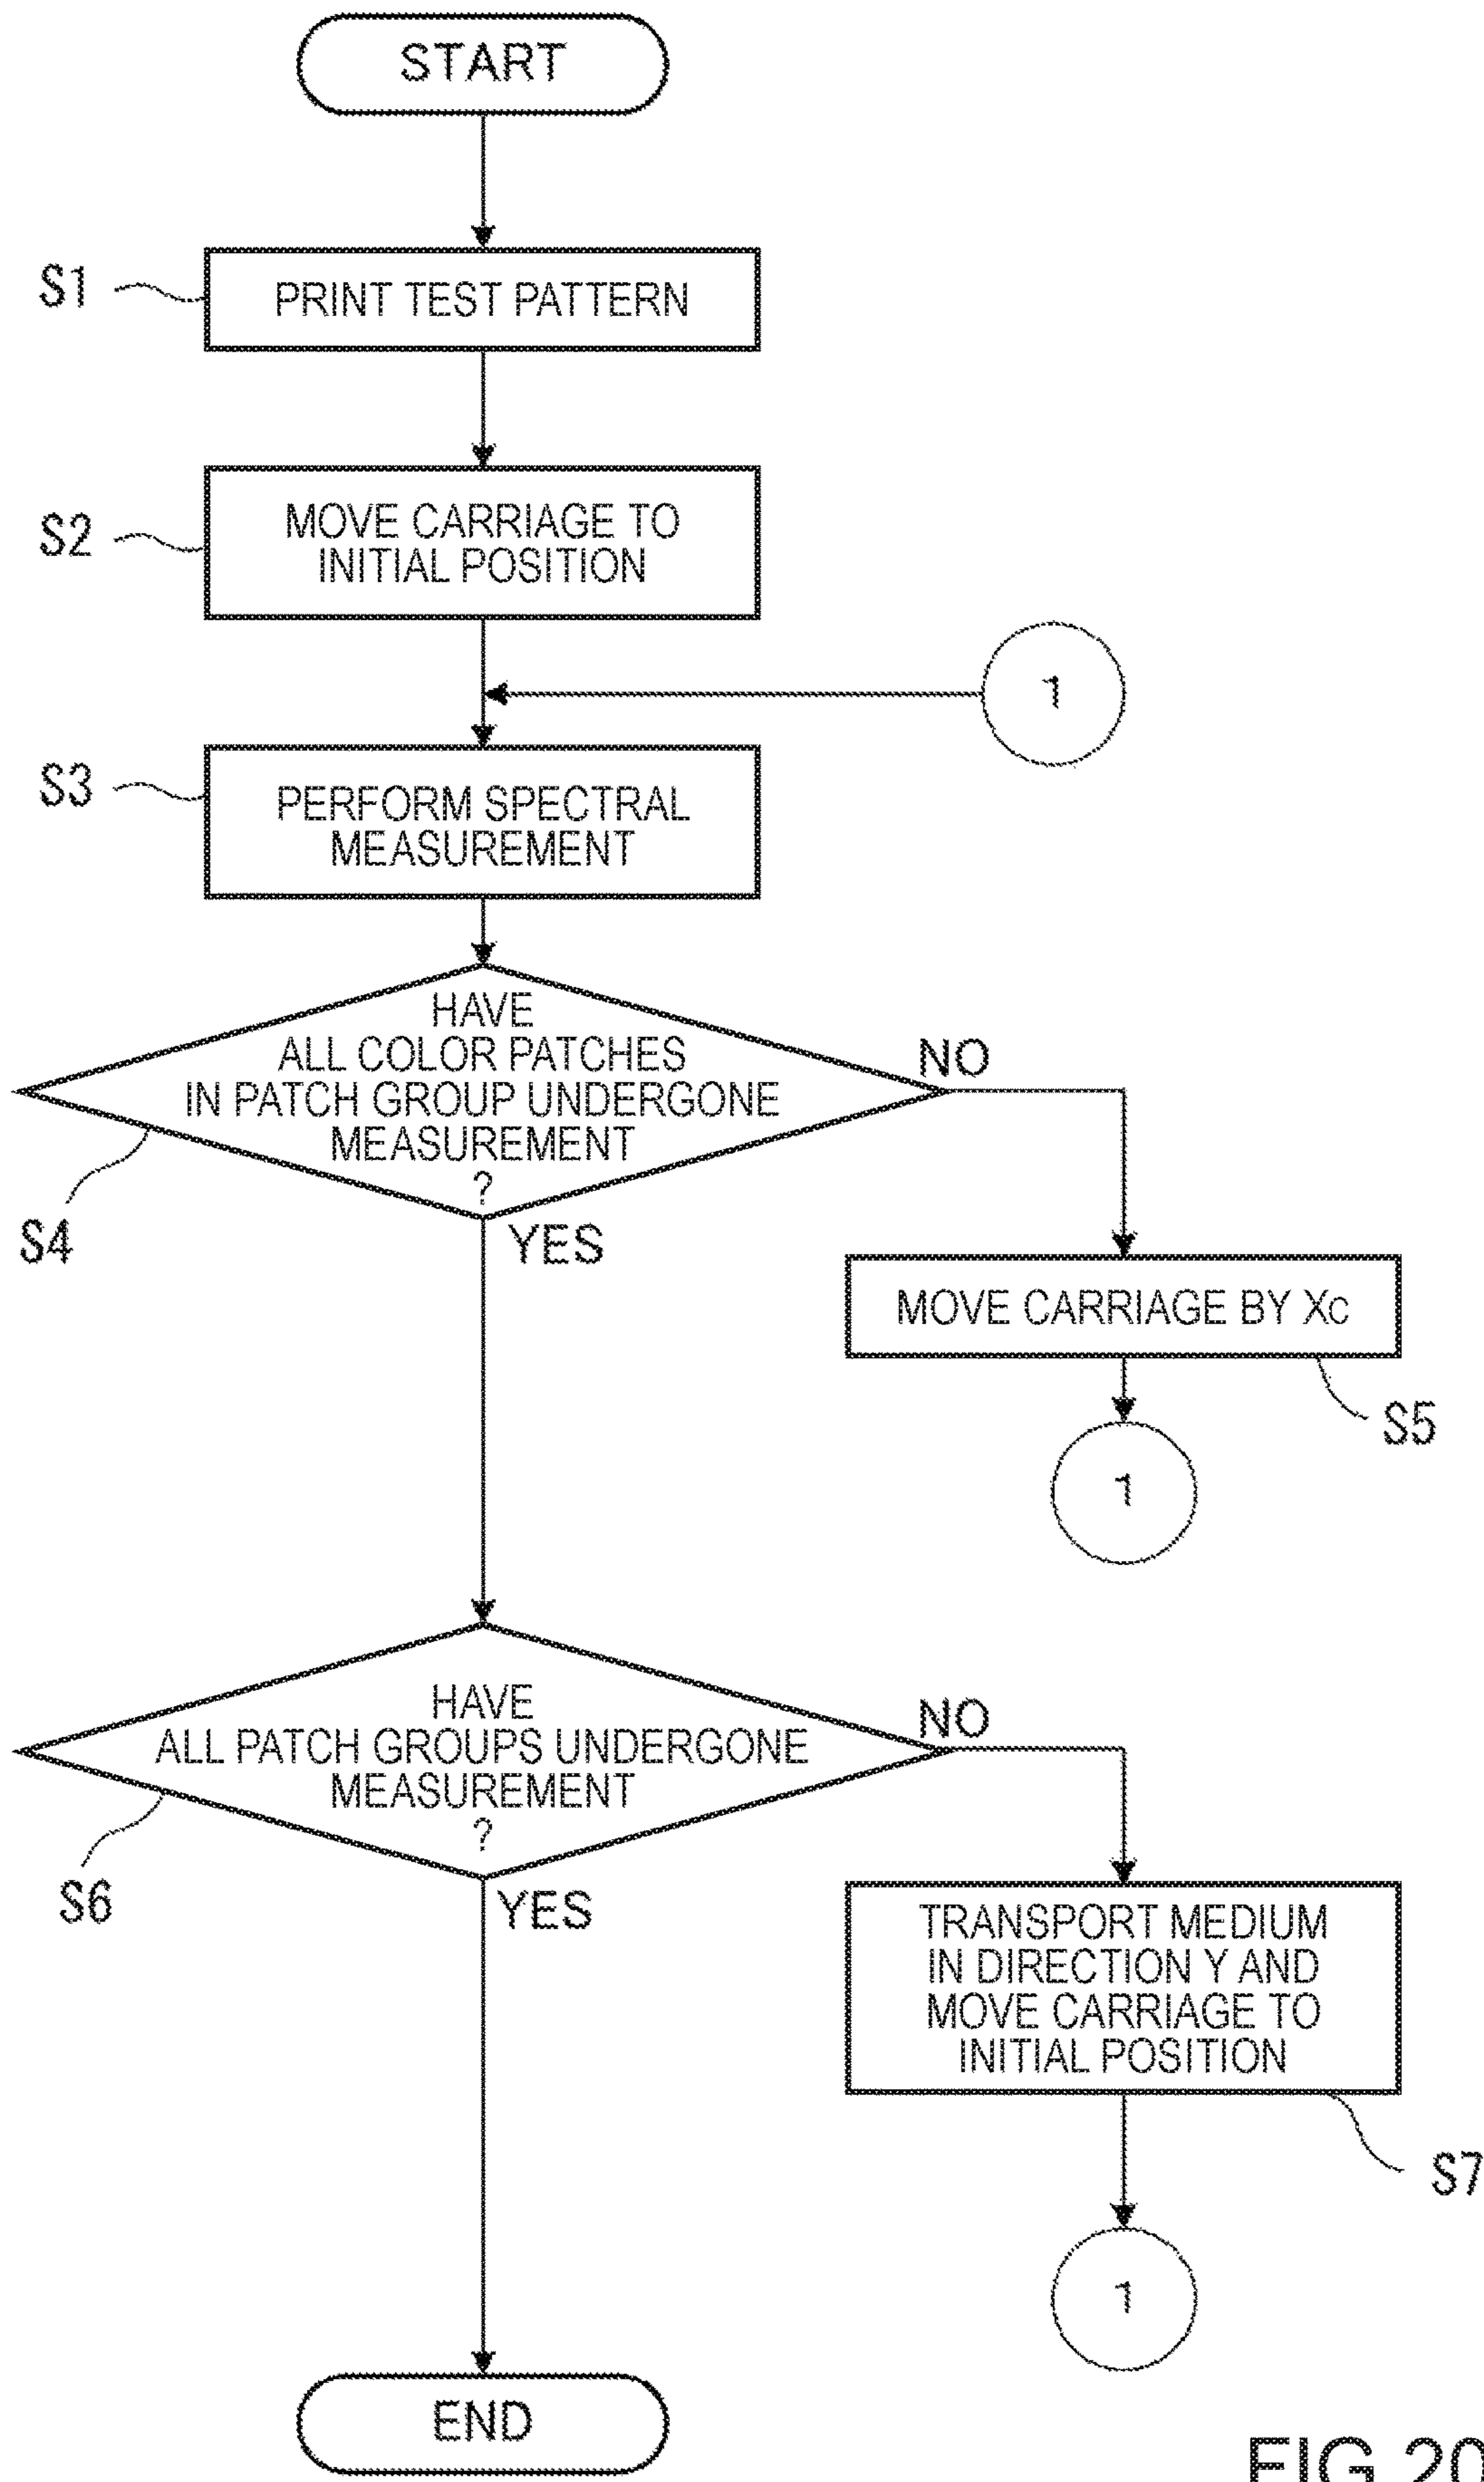 START
S1
PRINT TEST PATTERN
S2
MOVE CARRIAGE TO
INITIAL POSITION
1
S3
PERFORM SPECTRAL
MEASUREMENT
HAVE
ALL COLOR PATCHES
IN PATCH GROUP UNDERGONE
MEASUREMENT
?
NO
S4
YES
MOVE CARRIAGE BY Xc
S5
1
HAVE
ALL PATCH GROUPS UNDERGONE
MEASUREMENT
?
NO
S6
YES
TRANSPORT MEDIUM
IN DIRECTION Y AND
MOVE CARRIAGE TO
INITIAL POSITION
S7
1
END
FIG.20